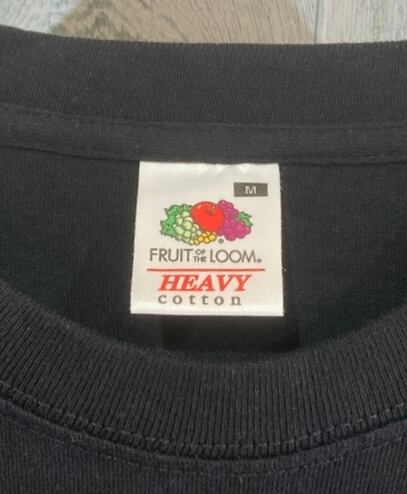 M
FRUIT OF THE LOOM®
HEAVY
cotton